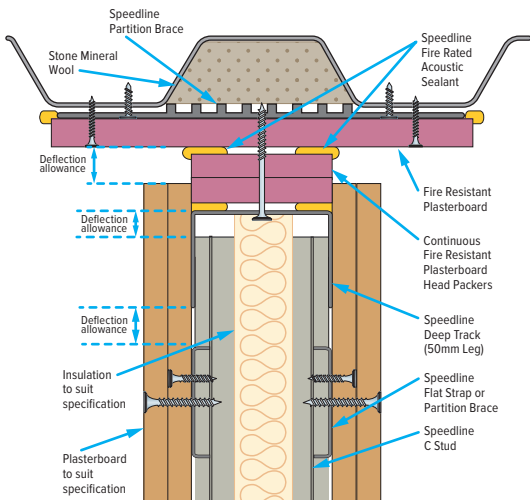 Speedline
Partition Brace
Stone Mineral
Wool
Speedline
Fire Rated
Acoustic
Sealant
Deflection
allowance
Fire Resistant
Plasterboard
Deflection
allowance
Continuous
Fire Resistant
Plasterboard
Head Packers
Deflection
allowance
Speedline
Deep Track
(50mm Leg)
Insulation
to suit
specification
Speedline
Flat Strap or
Partition Brace
Plasterboard
to suit
specification
Speedline
C Stud